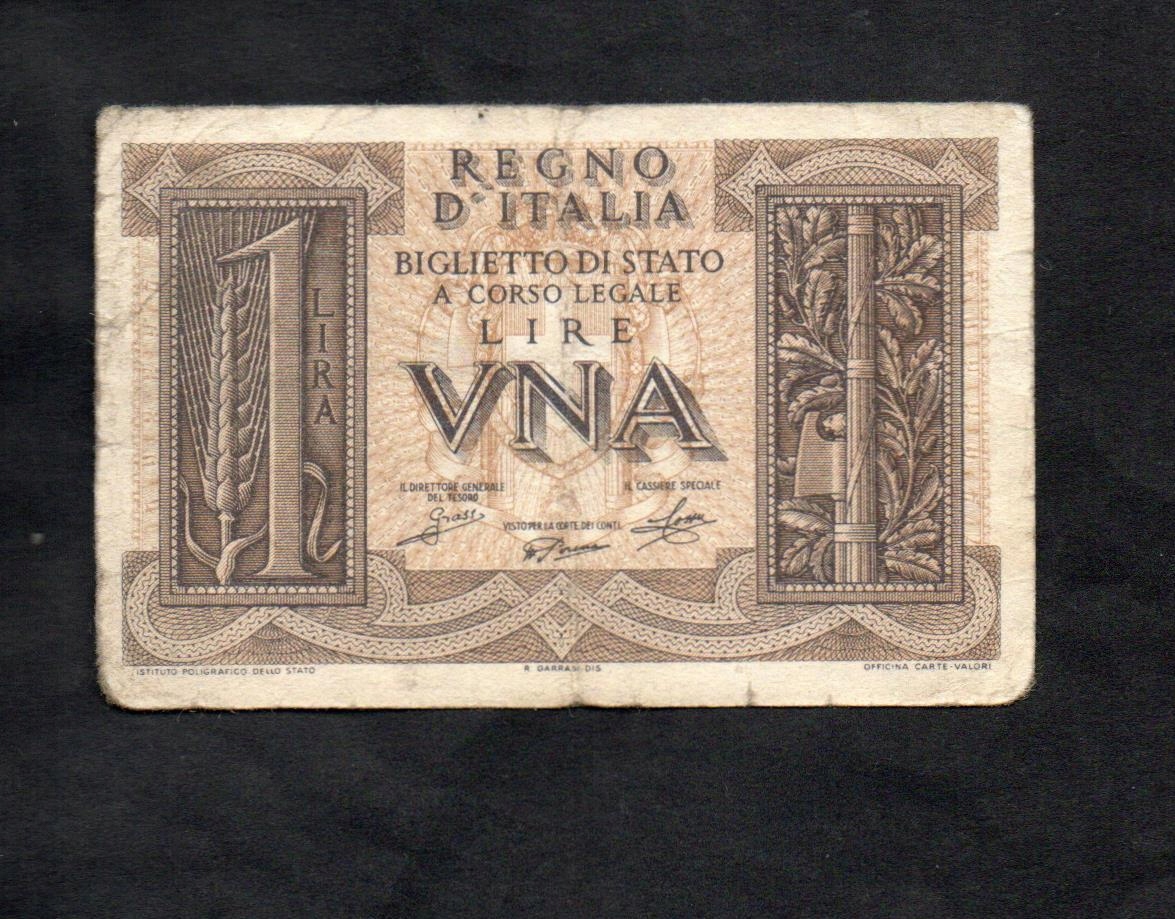 REGNO
D'ITALIA
BIGLIETTO DI STATO
A CORSO LEGALE
LIRE
VNA
1
LIRA
IL DIRETTORE GENERALE
DEL TESORO
IL CASSIERE SPECIALE
Grassi
VISTO PER LA CORTE DEI CONTI
ISTITUTO POLIGRAFICO DELLO STATO
R GARRASI DIS
OFFICINA CARTE-VALORI